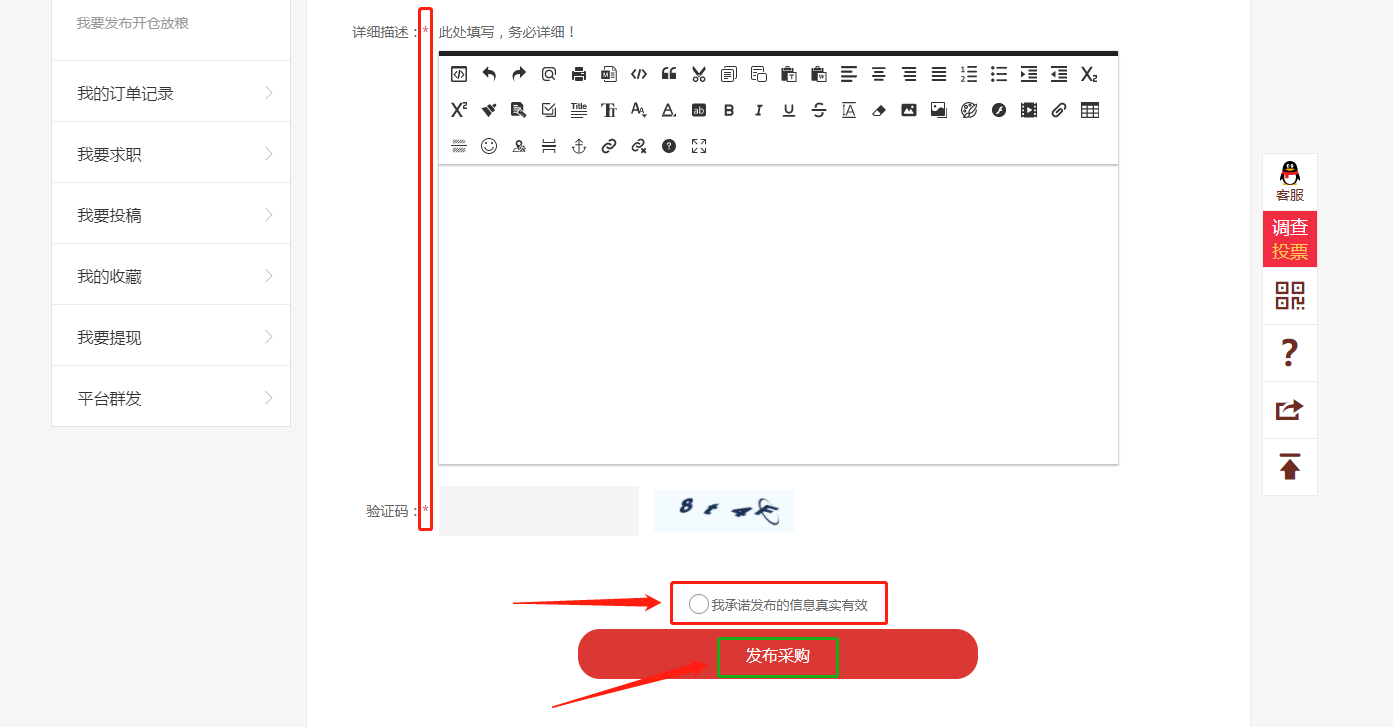 我要发布开仓放粮
我的订单记录
我要求职
我要投稿
我的收藏
我要提现
平台群发
详细描述：* 此处填写，务必详细！
验证码：*
我承诺发布的信息真实有效
发布采购
客服
调查
投票